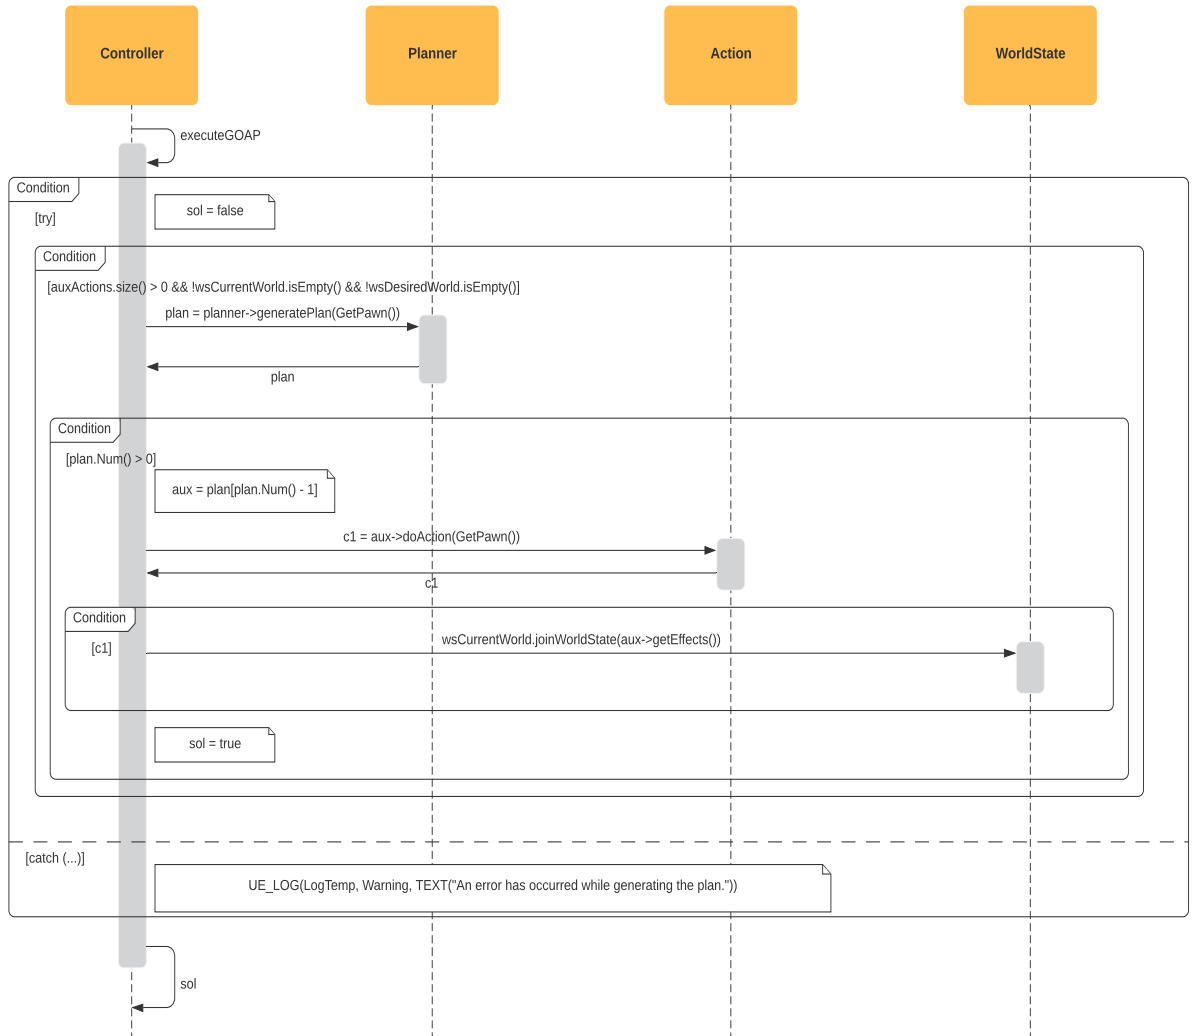 Controller
Planner
Action
WorldState
executeGOAP
Condition
[try]
sol = false
Condition
[auxActions.size() > 0 && !wsCurrentWorld.isEmpty() && !wsDesiredWorld.isEmpty()]
plan = planner->generatePlan(GetPawn())
plan
Condition
[plan.Num() > 0]
aux = plan[plan.Num() - 1]
c1 = aux->doAction(GetPawn())
c1
Condition
[c1]
wsCurrentWorld.joinWorldState(aux->getEffects())
sol = true
[catch (...)]
UE_LOG(LogTemp, Warning, TEXT("An error has occurred while generating the plan."))
sol